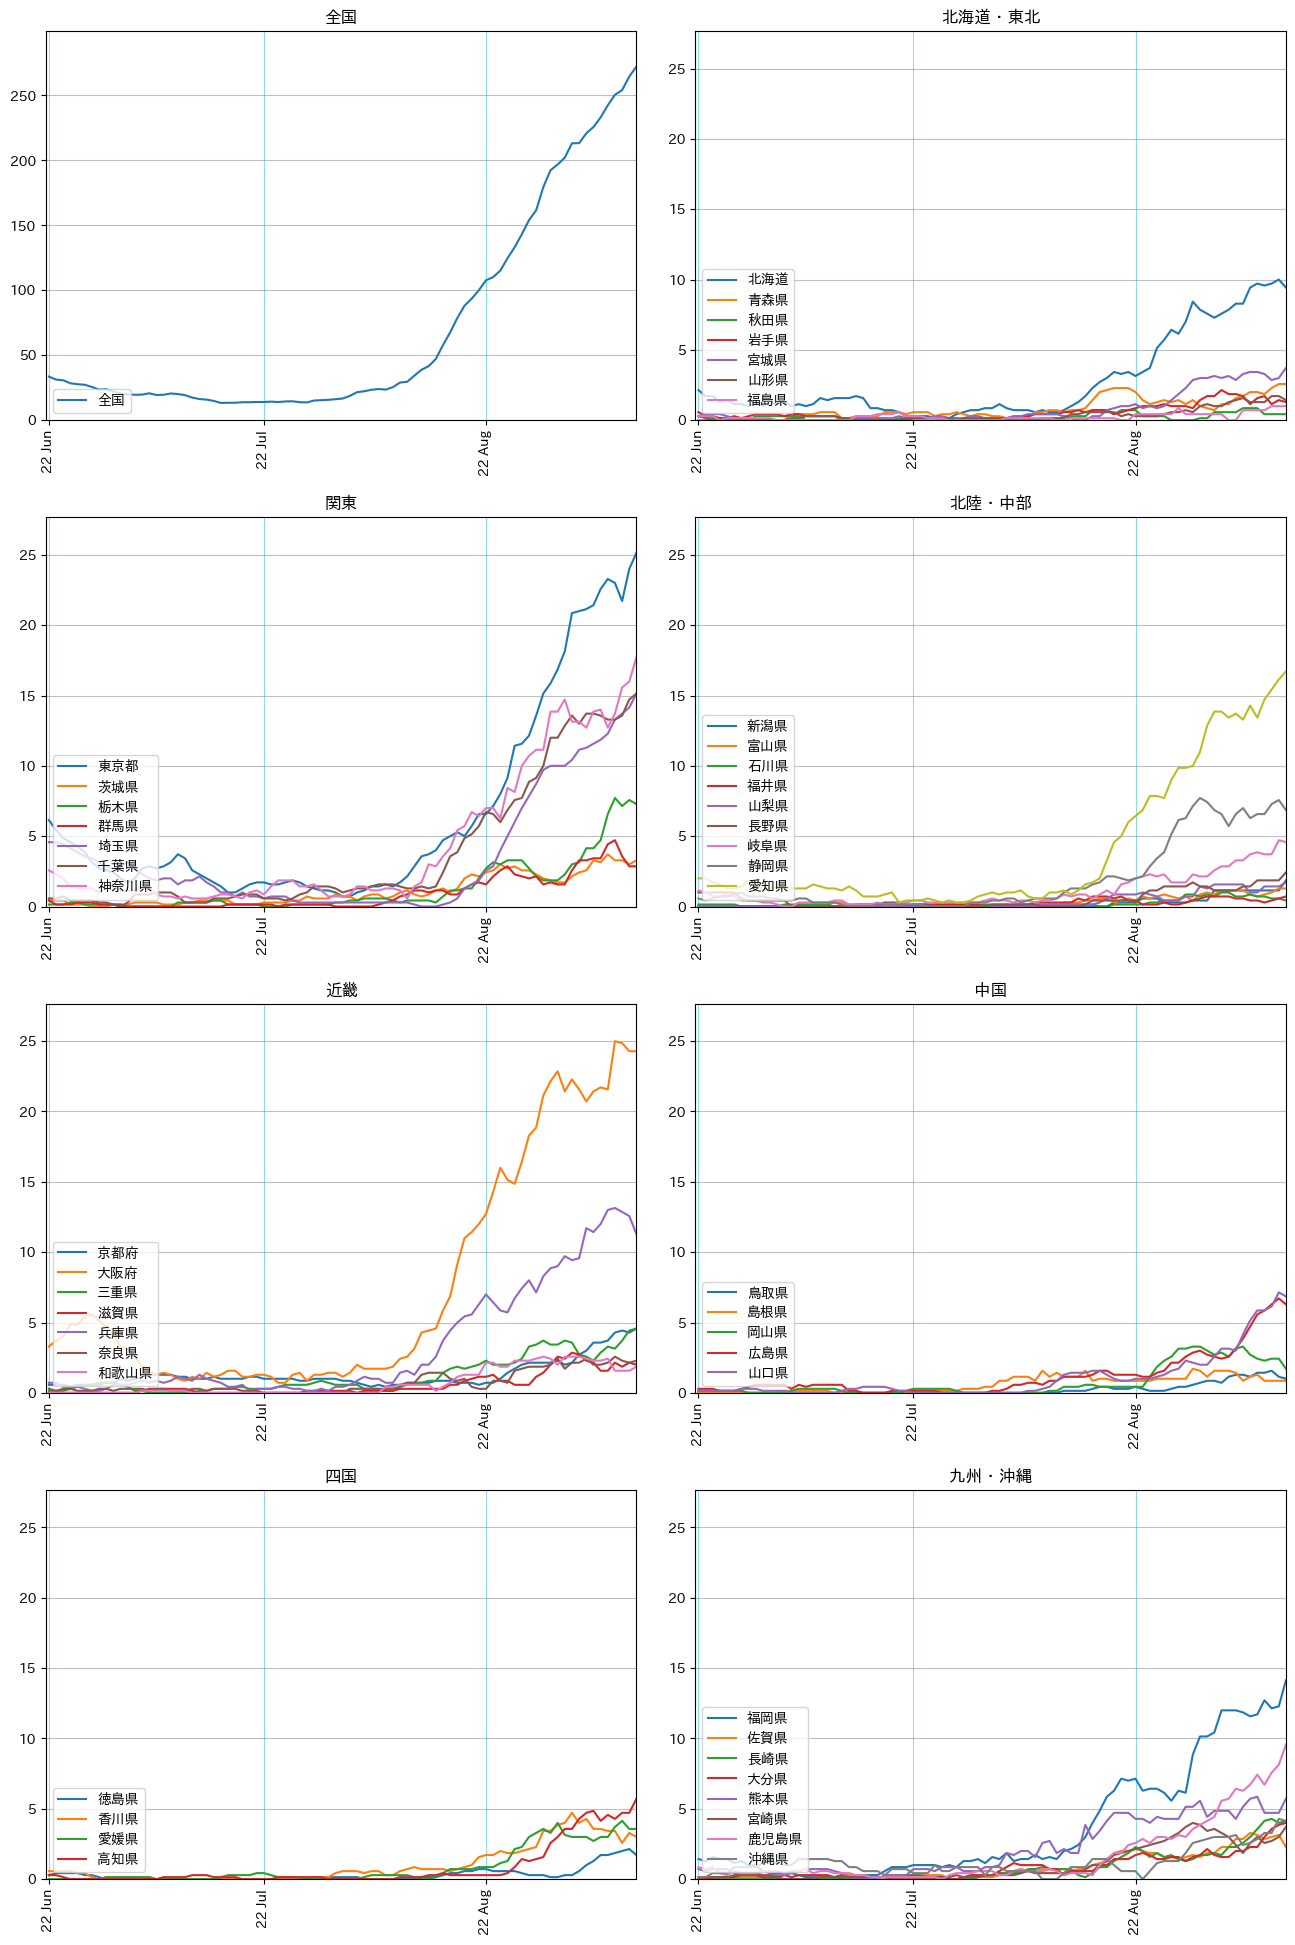 全国
250
200
150
100
50
0
全国
22 Jun
22 Jul
22 Aug
北海道・東北
25
20
15
10
5
0
北海道
青森県
秋田県
岩手県
宮城県
山形県
福島県
22 Jun
22 Jul
22 Aug
関東
25
20
15
10
5
0
東京都
茨城県
栃木県
群馬県
埼玉県
千葉県
神奈川県
22 Jun
22 Jul
22 Aug
北陸・中部
25
20
15
10
5
0
新潟県
富山県
石川県
福井県
山梨県
長野県
岐阜県
静岡県
愛知県
22 Jun
22 Jul
22 Aug
近畿
25
20
15
10
5
0
京都府
大阪府
三重県
滋賀県
兵庫県
奈良県
和歌山県
22 Jun
22 Jul
22 Aug
中国
25
20
15
10
5
0
鳥取県
島根県
岡山県
広島県
山口県
22 Jun
22 Jul
22 Aug
四国
25
20
15
10
5
0
徳島県
香川県
愛媛県
高知県
22 Jun
22 Jul
22 Aug
九州・沖縄
25
20
15
10
5
0
福岡県
佐賀県
長崎県
大分県
熊本県
宮崎県
鹿児島県
沖縄県
22 Jun
22 Jul
22 Aug